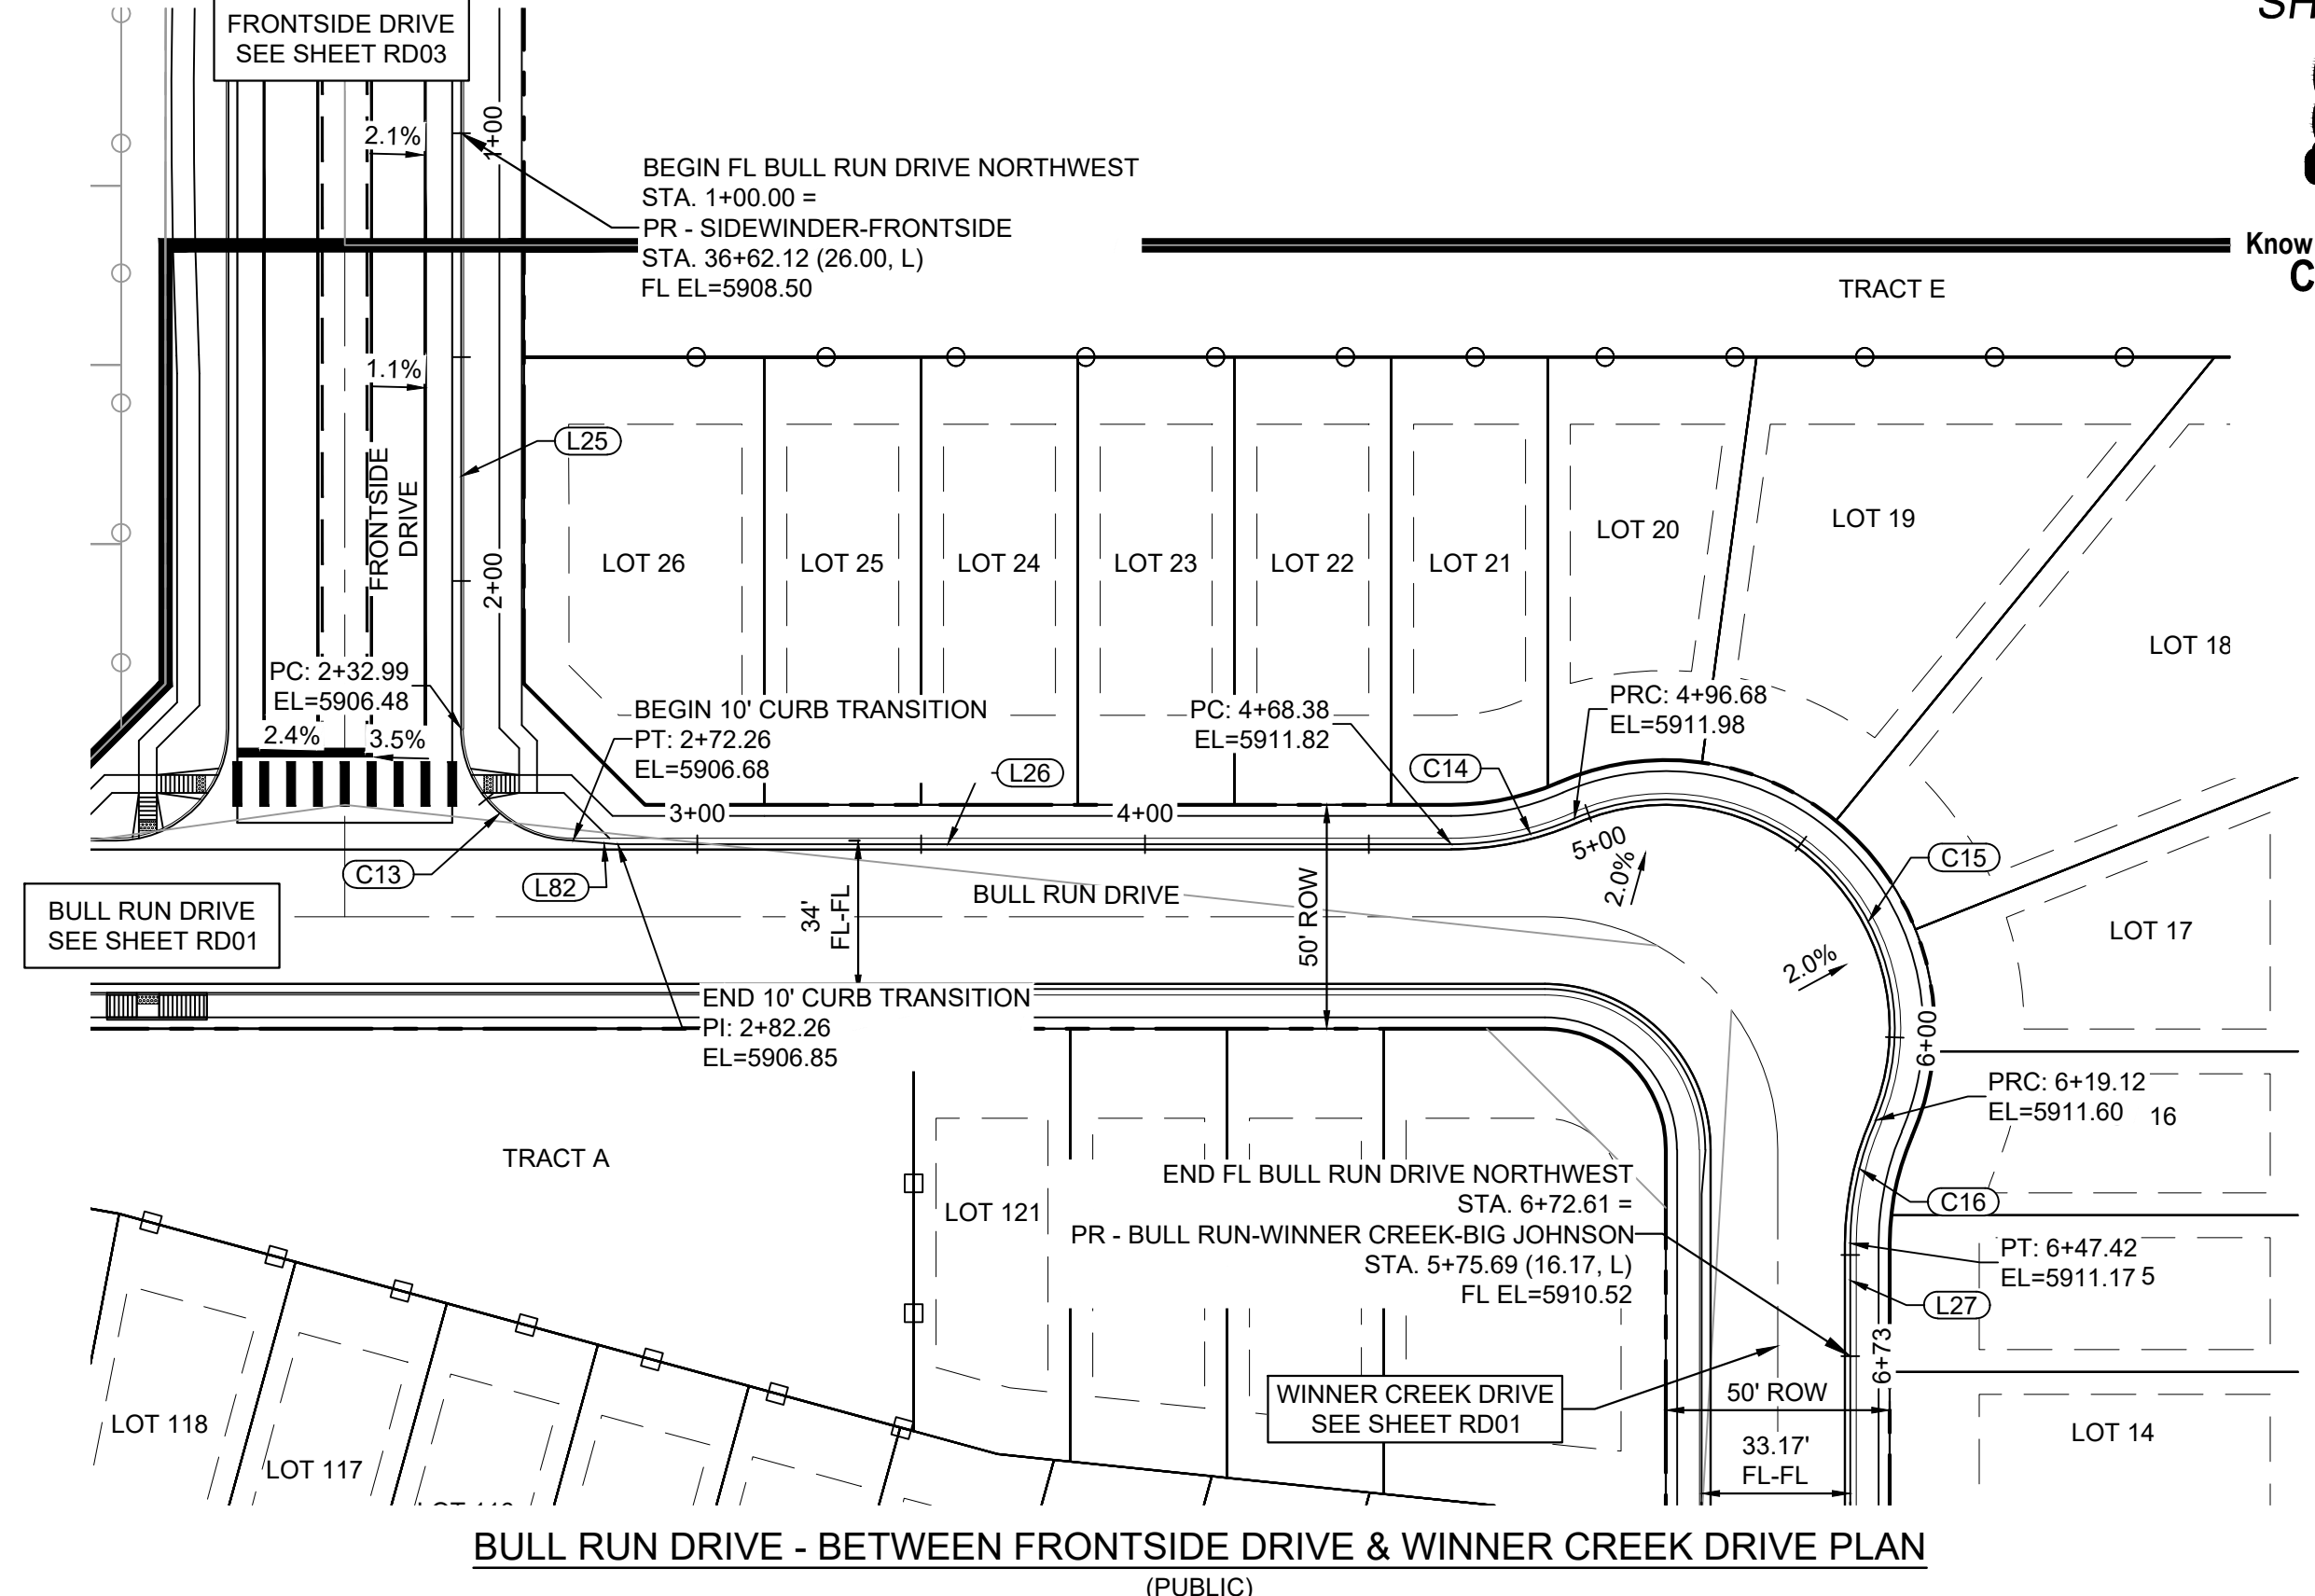 SH
FRONTSIDE DRIVE
SEE SHEET RD03
2.1%
1+00
BEGIN FL BULL RUN DRIVE NORTHWEST
STA. 1+00.00 =
PR - SIDEWINDER-FRONTSIDE
STA. 36+62.12 (26.00, L)
FL EL=5908.50
Know
C
TRACT E
1.1%
L25
FRONTSIDE
DRIVE
2+00
LOT 26
LOT 25
LOT 24
LOT 23
LOT 22
LOT 21
LOT 20
LOT 19
LOT 18
PC: 2+32.99
EL=5906.48
2.4%
3.5%
BEGIN 10' CURB TRANSITION
PT: 2+72.26
EL=5906.68
L26
PC: 4+68.38
EL=5911.82
C14
PRC: 4+96.68
EL=5911.98
3+00
4+00
5+00
2.0%
C15
C13
L82
34'
FL-FL
BULL RUN DRIVE
50' ROW
BULL RUN DRIVE
SEE SHEET RD01
2.0%
LOT 17
END 10' CURB TRANSITION
PI: 2+82.26
EL=5906.85
6+00
PRC: 6+19.12
EL=5911.60
16
TRACT A
END FL BULL RUN DRIVE NORTHWEST
STA. 6+72.61 =
PR - BULL RUN-WINNER CREEK-BIG JOHNSON
STA. 5+75.69 (16.17, L)
FL EL=5910.52
LOT 121
C16
PT: 6+47.42
EL=5911.17
5
L27
6+73
WINNER CREEK DRIVE
SEE SHEET RD01
50' ROW
33.17'
FL-FL
LOT 14
LOT 118
LOT 117
BULL RUN DRIVE - BETWEEN FRONTSIDE DRIVE & WINNER CREEK DRIVE PLAN
(PUBLIC)